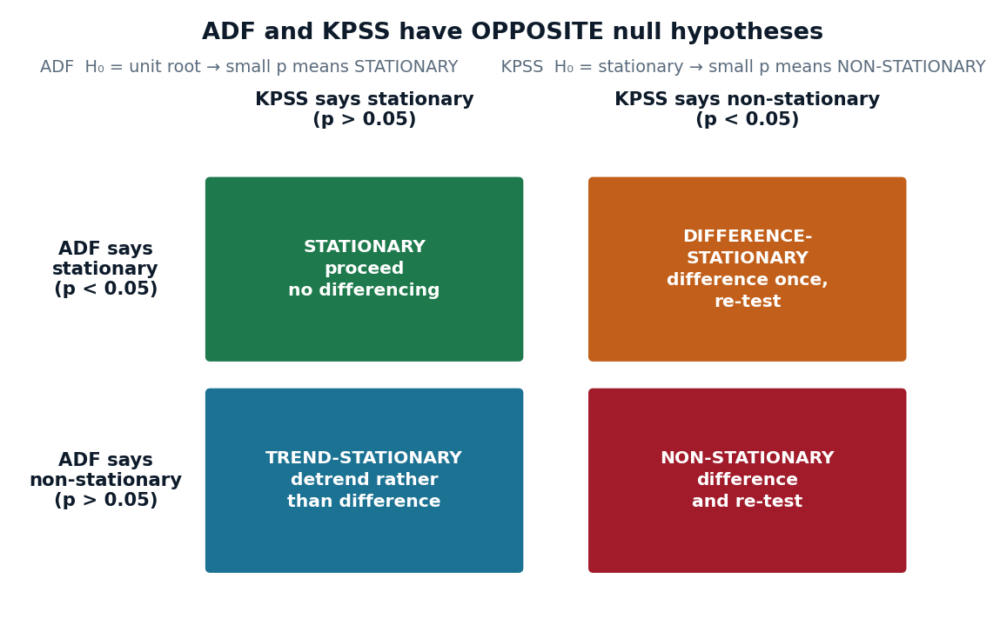 ADF and KPSS have OPPOSITE null hypotheses
ADF  H₀ = unit root → small p means STATIONARY        KPSS  H₀ = stationary → small p means NON-STATIONARY
KPSS says stationary
(p > 0.05)
KPSS says non-stationary
(p < 0.05)
ADF says
stationary
(p < 0.05)
STATIONARY
proceed
no differencing
DIFFERENCE-
STATIONARY
difference once,
re-test
ADF says
non-stationary
(p > 0.05)
TREND-STATIONARY
detrend rather
than difference
NON-STATIONARY
difference
and re-test